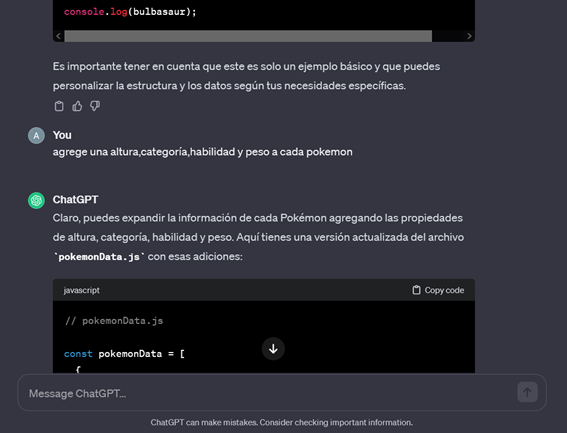 console.log(bulbasaur);
Es importante tener en cuenta que este es solo un ejemplo básico y que puedes
personalizar la estructura y los datos según tus necesidades específicas.
A
You
agrege una altura,categoría,habilidad y peso a cada pokemon
ChatGPT
Claro, puedes expandir la información de cada Pokémon agregando las propiedades
de altura, categoría, habilidad y peso. Aquí tienes una versión actualizada del archivo
`pokemonData.js` con esas adiciones:
javascript
Copy code
// pokemonData.js
const pokemonData = [
{
Message ChatGPT...
ChatGPT can make mistakes. Consider checking important information.